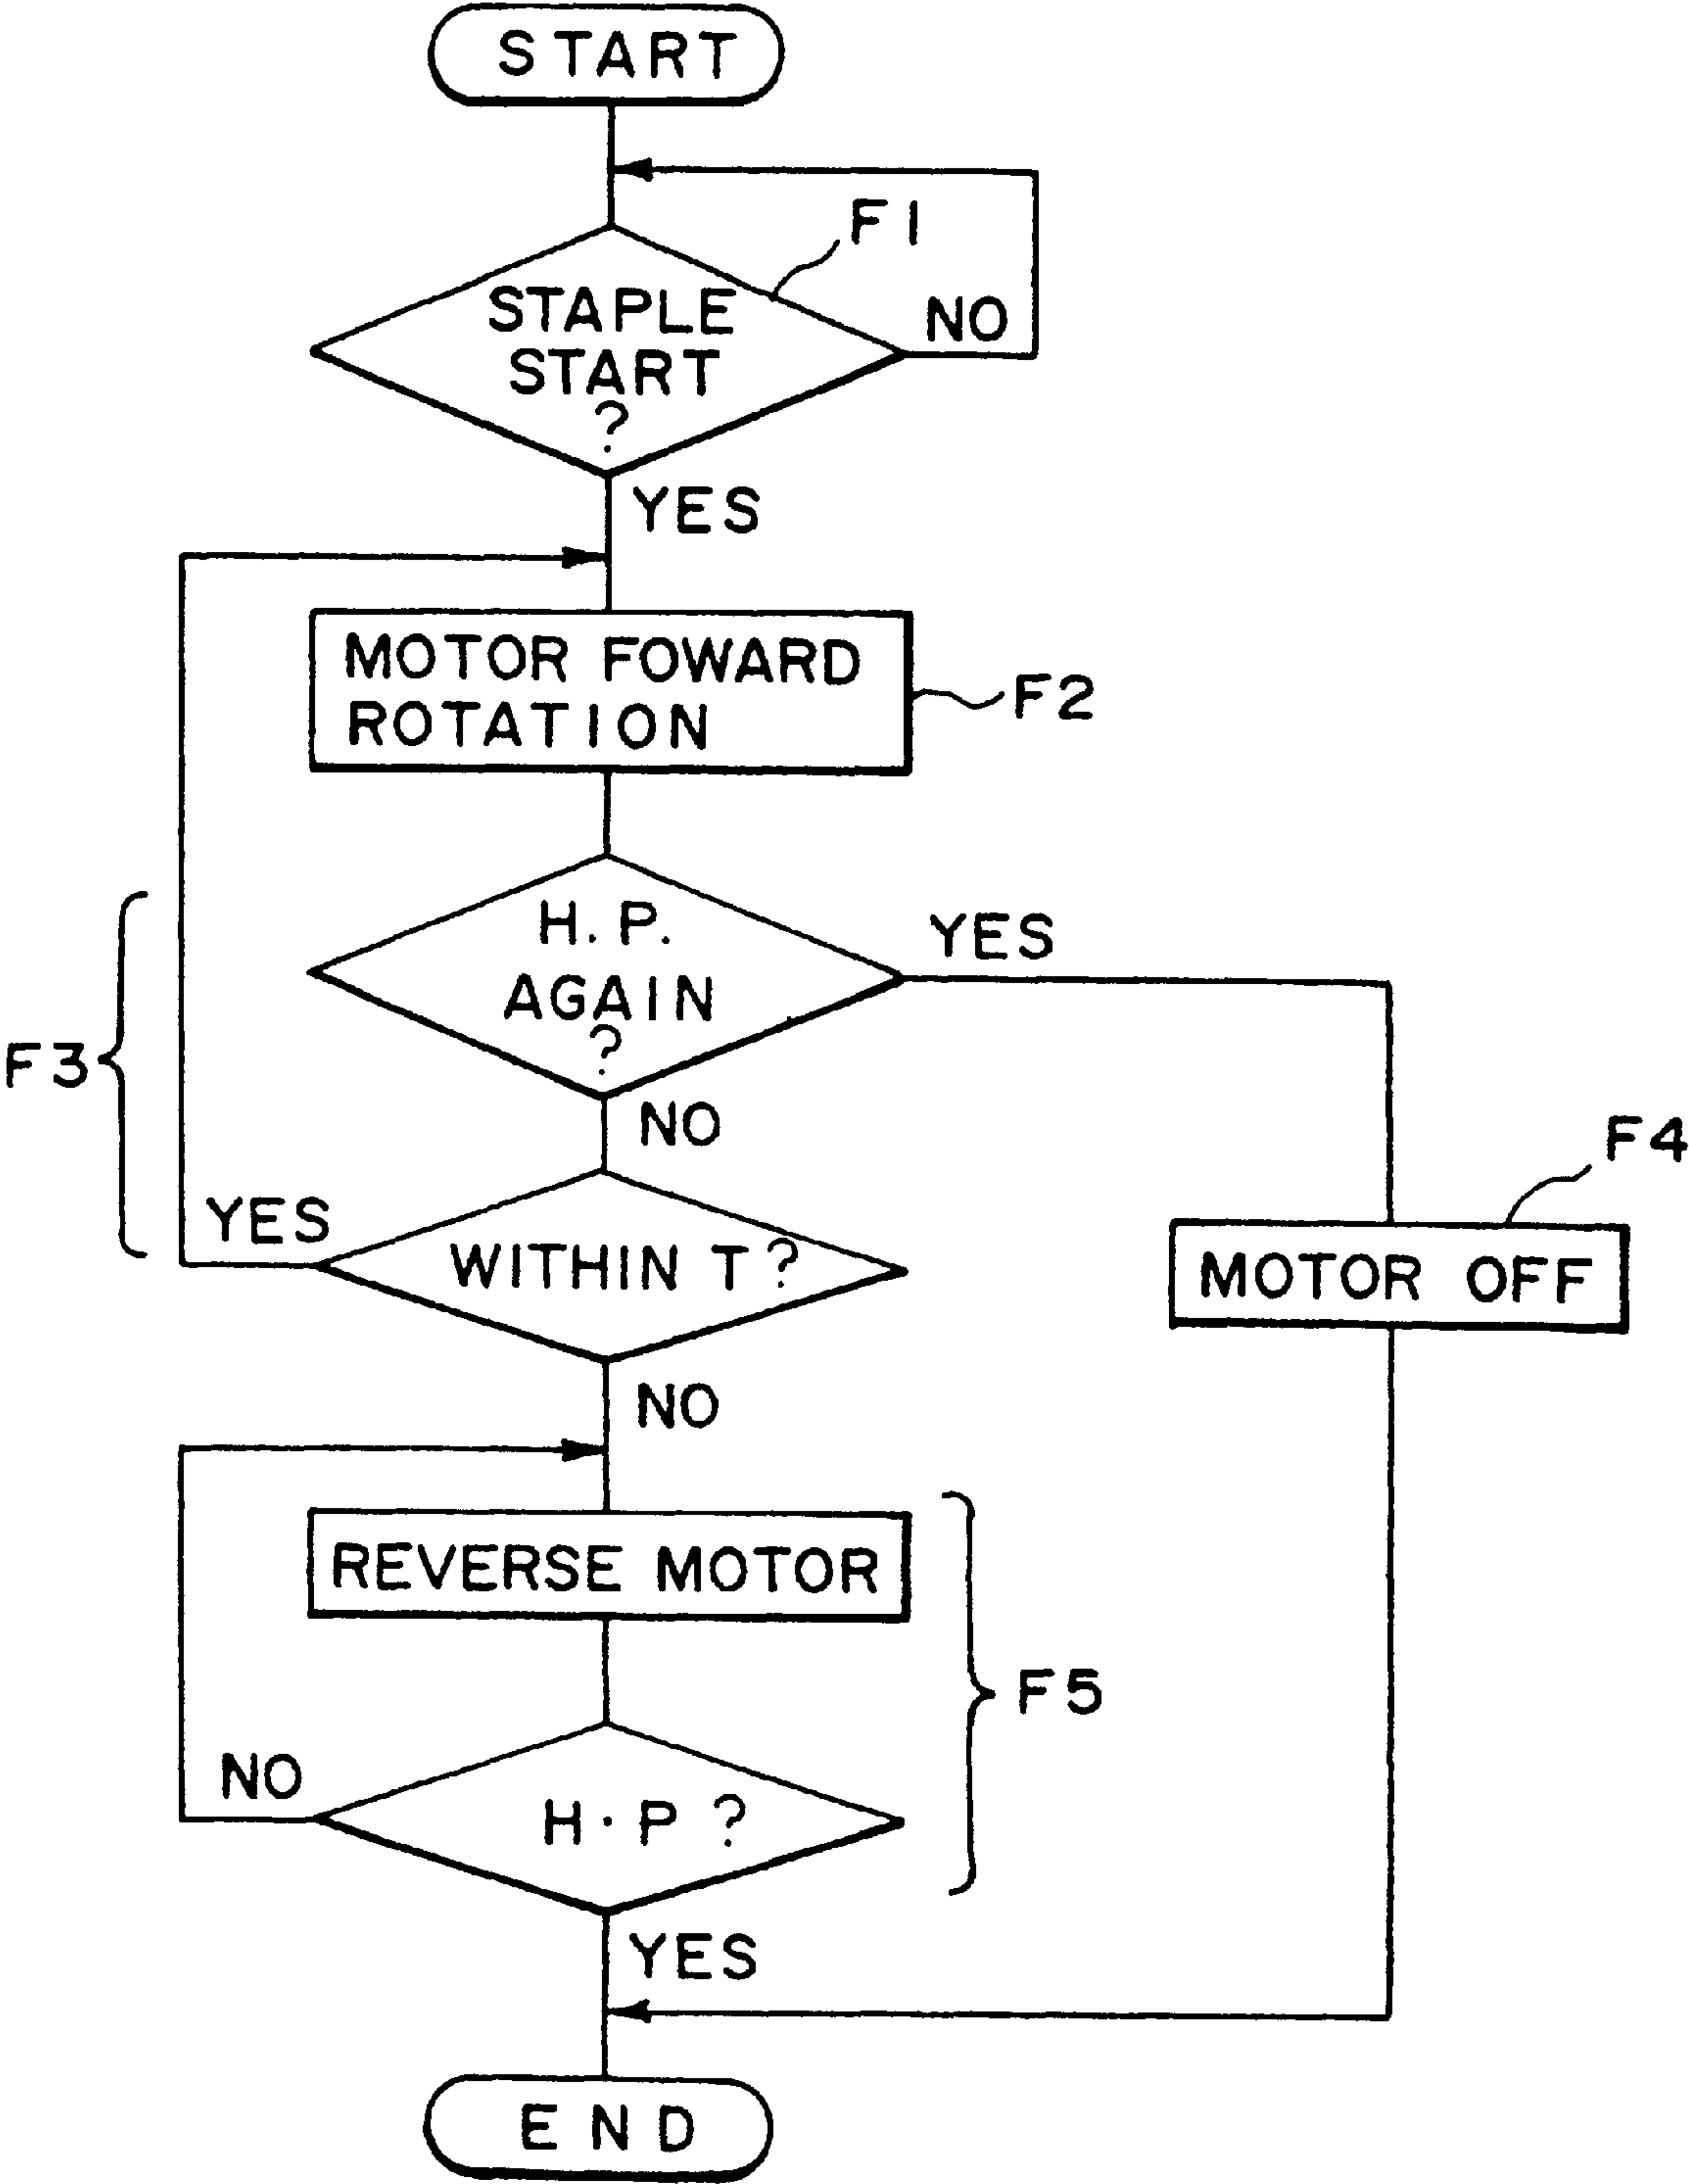 START
F1
STAPLE
START
?
NO
YES
MOTOR FOWARD
ROTATION
F2
H. P.
AGAIN
?
YES
F3
NO
F4
YES
WITHIN T?
MOTOR OFF
NO
REVERSE MOTOR
F5
NO
H·P ?
YES
END